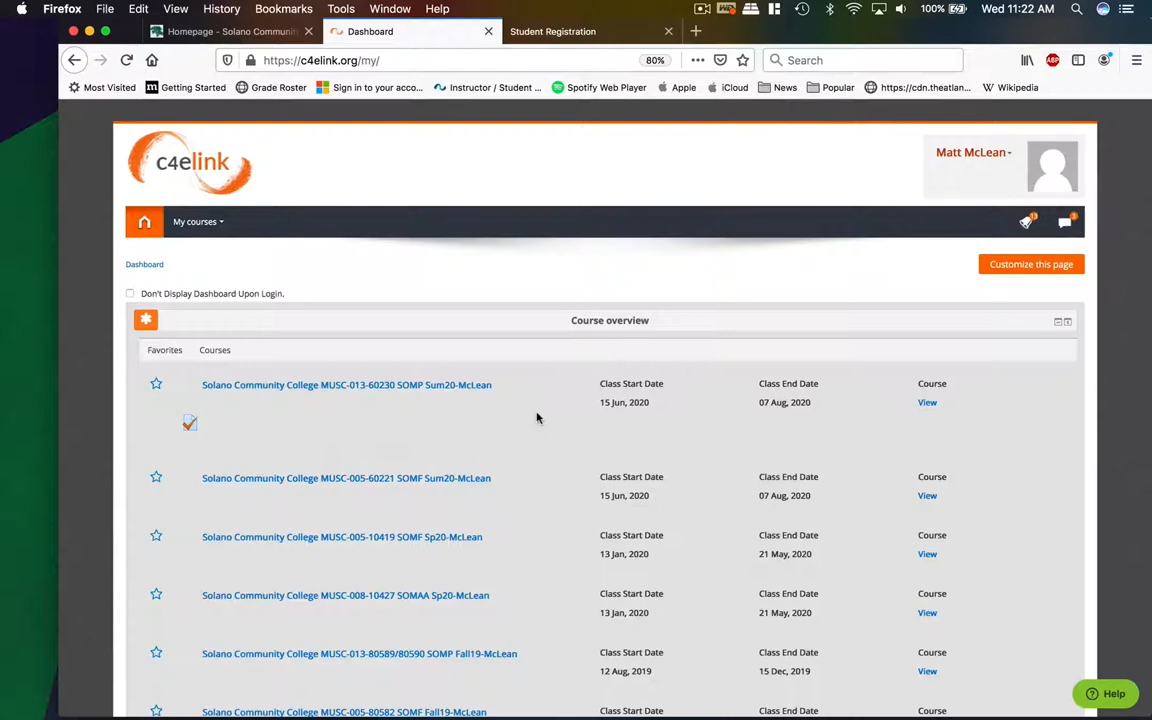 Firefox File Edit View History Bookmarks Tools Window Help 100% Wed 11:22 AM
Homepage - Solano Communit Dashboard Student Registration
https://c4elink.org/my/ 80% Search
Most Visited Getting Started Grade Roster Sign in to your acco... Instructor / Student ... Spotify Web Player Apple iCloud News Popular https://cdn.theatlan... Wikipedia
c4elink
Matt McLean
My courses 13 3
Dashboard
Customize this page
Don't Display Dashboard Upon Login.
Course overview
Favorites Courses
Solano Community College MUSC-013-60230 SOMP Sum20-McLean Class Start Date Class End Date Course
15 Jun, 2020 07 Aug, 2020 View
Solano Community College MUSC-005-60221 SOMF Sum20-McLean Class Start Date Class End Date Course
15 Jun, 2020 07 Aug, 2020 View
Solano Community College MUSC-005-10419 SOMF Sp20-McLean Class Start Date Class End Date Course
13 Jan, 2020 21 May, 2020 View
Solano Community College MUSC-008-10427 SOMAA Sp20-McLean Class Start Date Class End Date Course
13 Jan, 2020 21 May, 2020 View
Solano Community College MUSC-013-80589/80590 SOMP Fall19-McLean Class Start Date Class End Date Course
12 Aug, 2019 15 Dec, 2019 View
Solano Community College MUSC-005-80582 SOMF Fall19-McLean Class Start Date Class End Date Course
Help